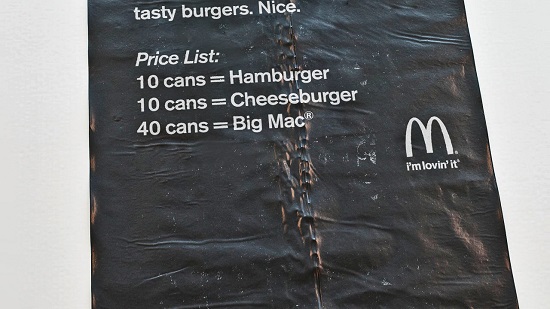 tasty burgers. Nice.
Price List:
10 cans = Hamburger
10 cans = Cheeseburger
40 cans = Big Mac®
i'm lovin' it®